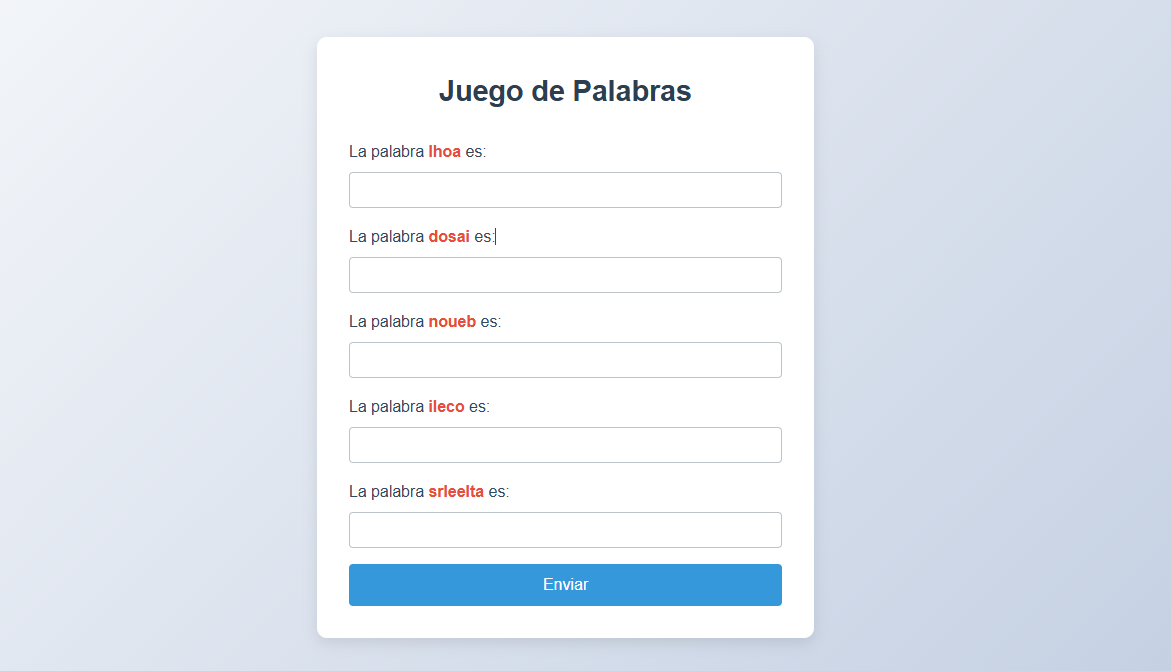 Juego de Palabras
La palabra lhoa es:
La palabra dosai es:
La palabra noueb es:
La palabra ileco es:
La palabra srleelta es:
Enviar